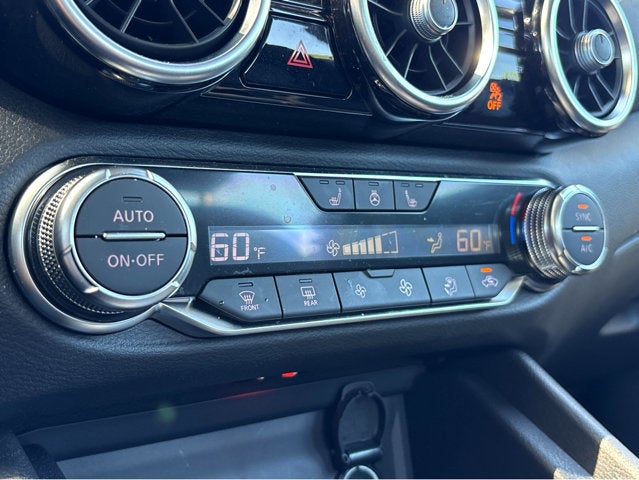 OFF
AUTO
ON·OFF
60°F
60°F
SYNC
A/C
FRONT
REAR